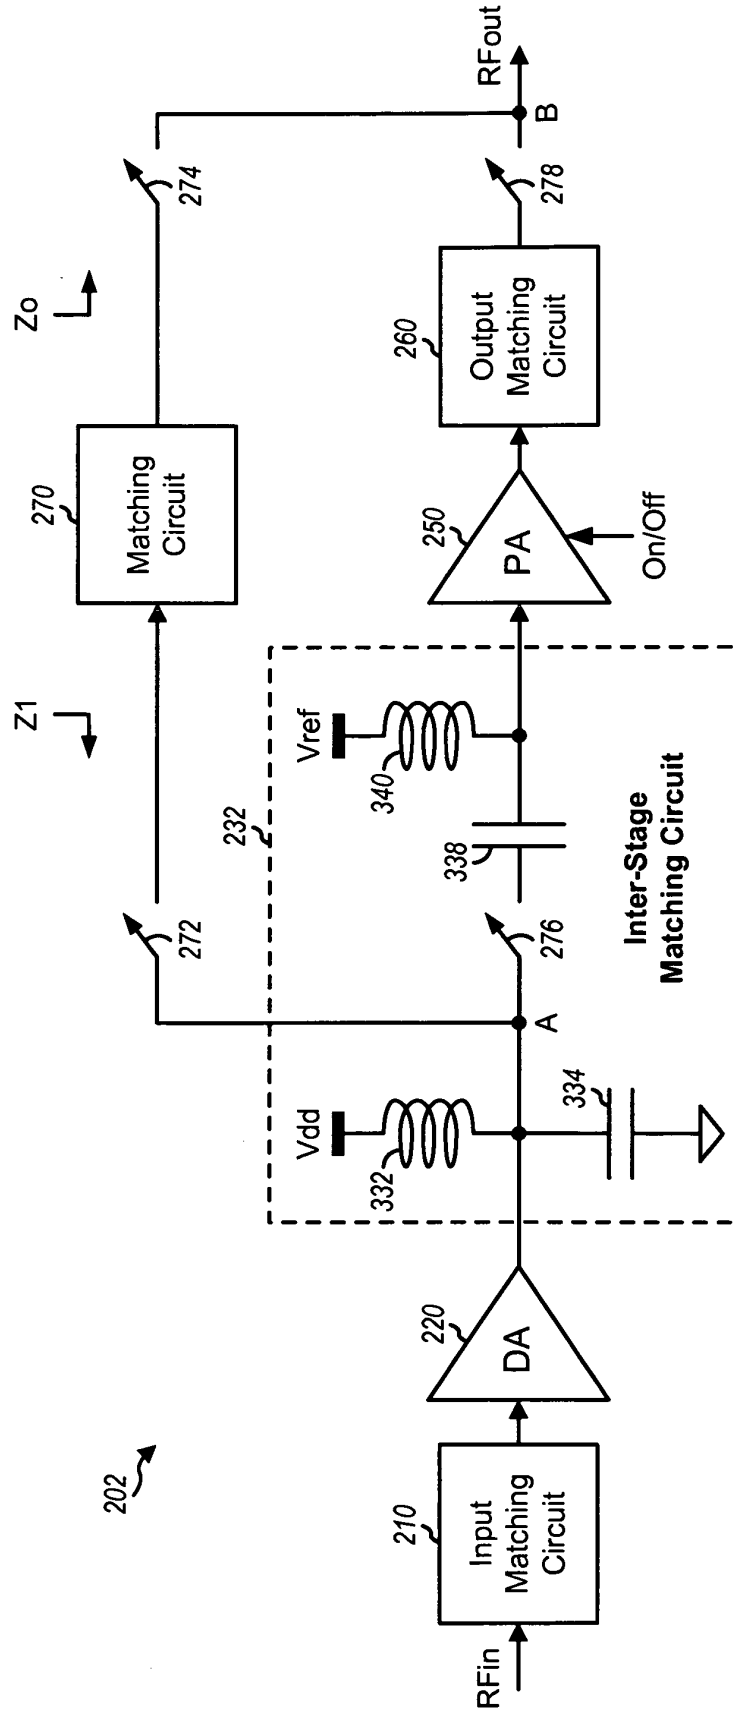 202
RFin
Input
Matching
Circuit
210
DA
220
232
Vdd
332
334
A
272
Z1
276
338
Vref
340
Inter-Stage
Matching Circuit
270
Matching
Circuit
PA
250
On/Off
Zo
260
Output
Matching
Circuit
274
278
B
RFout